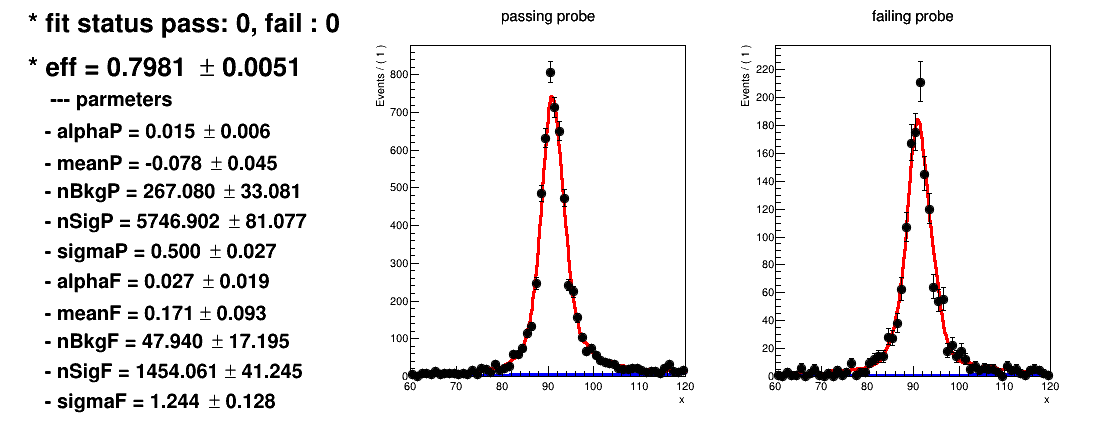 * fit status pass: 0, fail : 0
* eff = 0.7981 ± 0.0051
--- parmeters
- alphaP = 0.015 ± 0.006
- meanP = -0.078 ± 0.045
- nBkgP = 267.080 ± 33.081
- nSigP = 5746.902 ± 81.077
- sigmaP = 0.500 ± 0.027
- alphaF = 0.027 ± 0.019
- meanF = 0.171 ± 0.093
- nBkgF = 47.940 ± 17.195
- nSigF = 1454.061 ± 41.245
- sigmaF = 1.244 ± 0.128
passing probe
Events / ( 1 )
800
700
600
500
400
300
200
100
0
60 70 80 90 100 110 120
x
failing probe
Events / ( 1 )
220
200
180
160
140
120
100
80
60
40
20
0
60 70 80 90 100 110 120
x